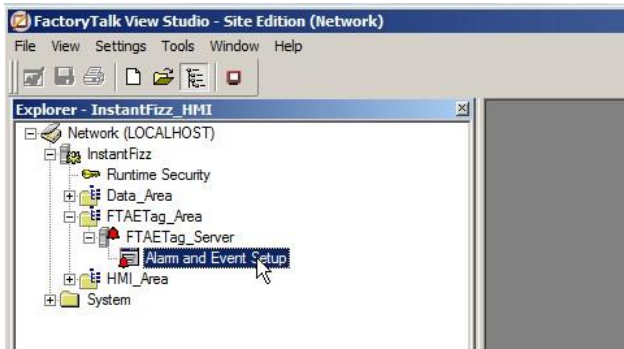 FactoryTalk View Studio - Site Edition (Network)
File View Settings Tools Window Help
Explorer - InstantFizz_HMI
Network (LOCALHOST)
InstantFizz
Runtime Security
Data_Area
FTAETag_Area
FTAETag_Server
Alarm and Event Setup
HMI_Area
System